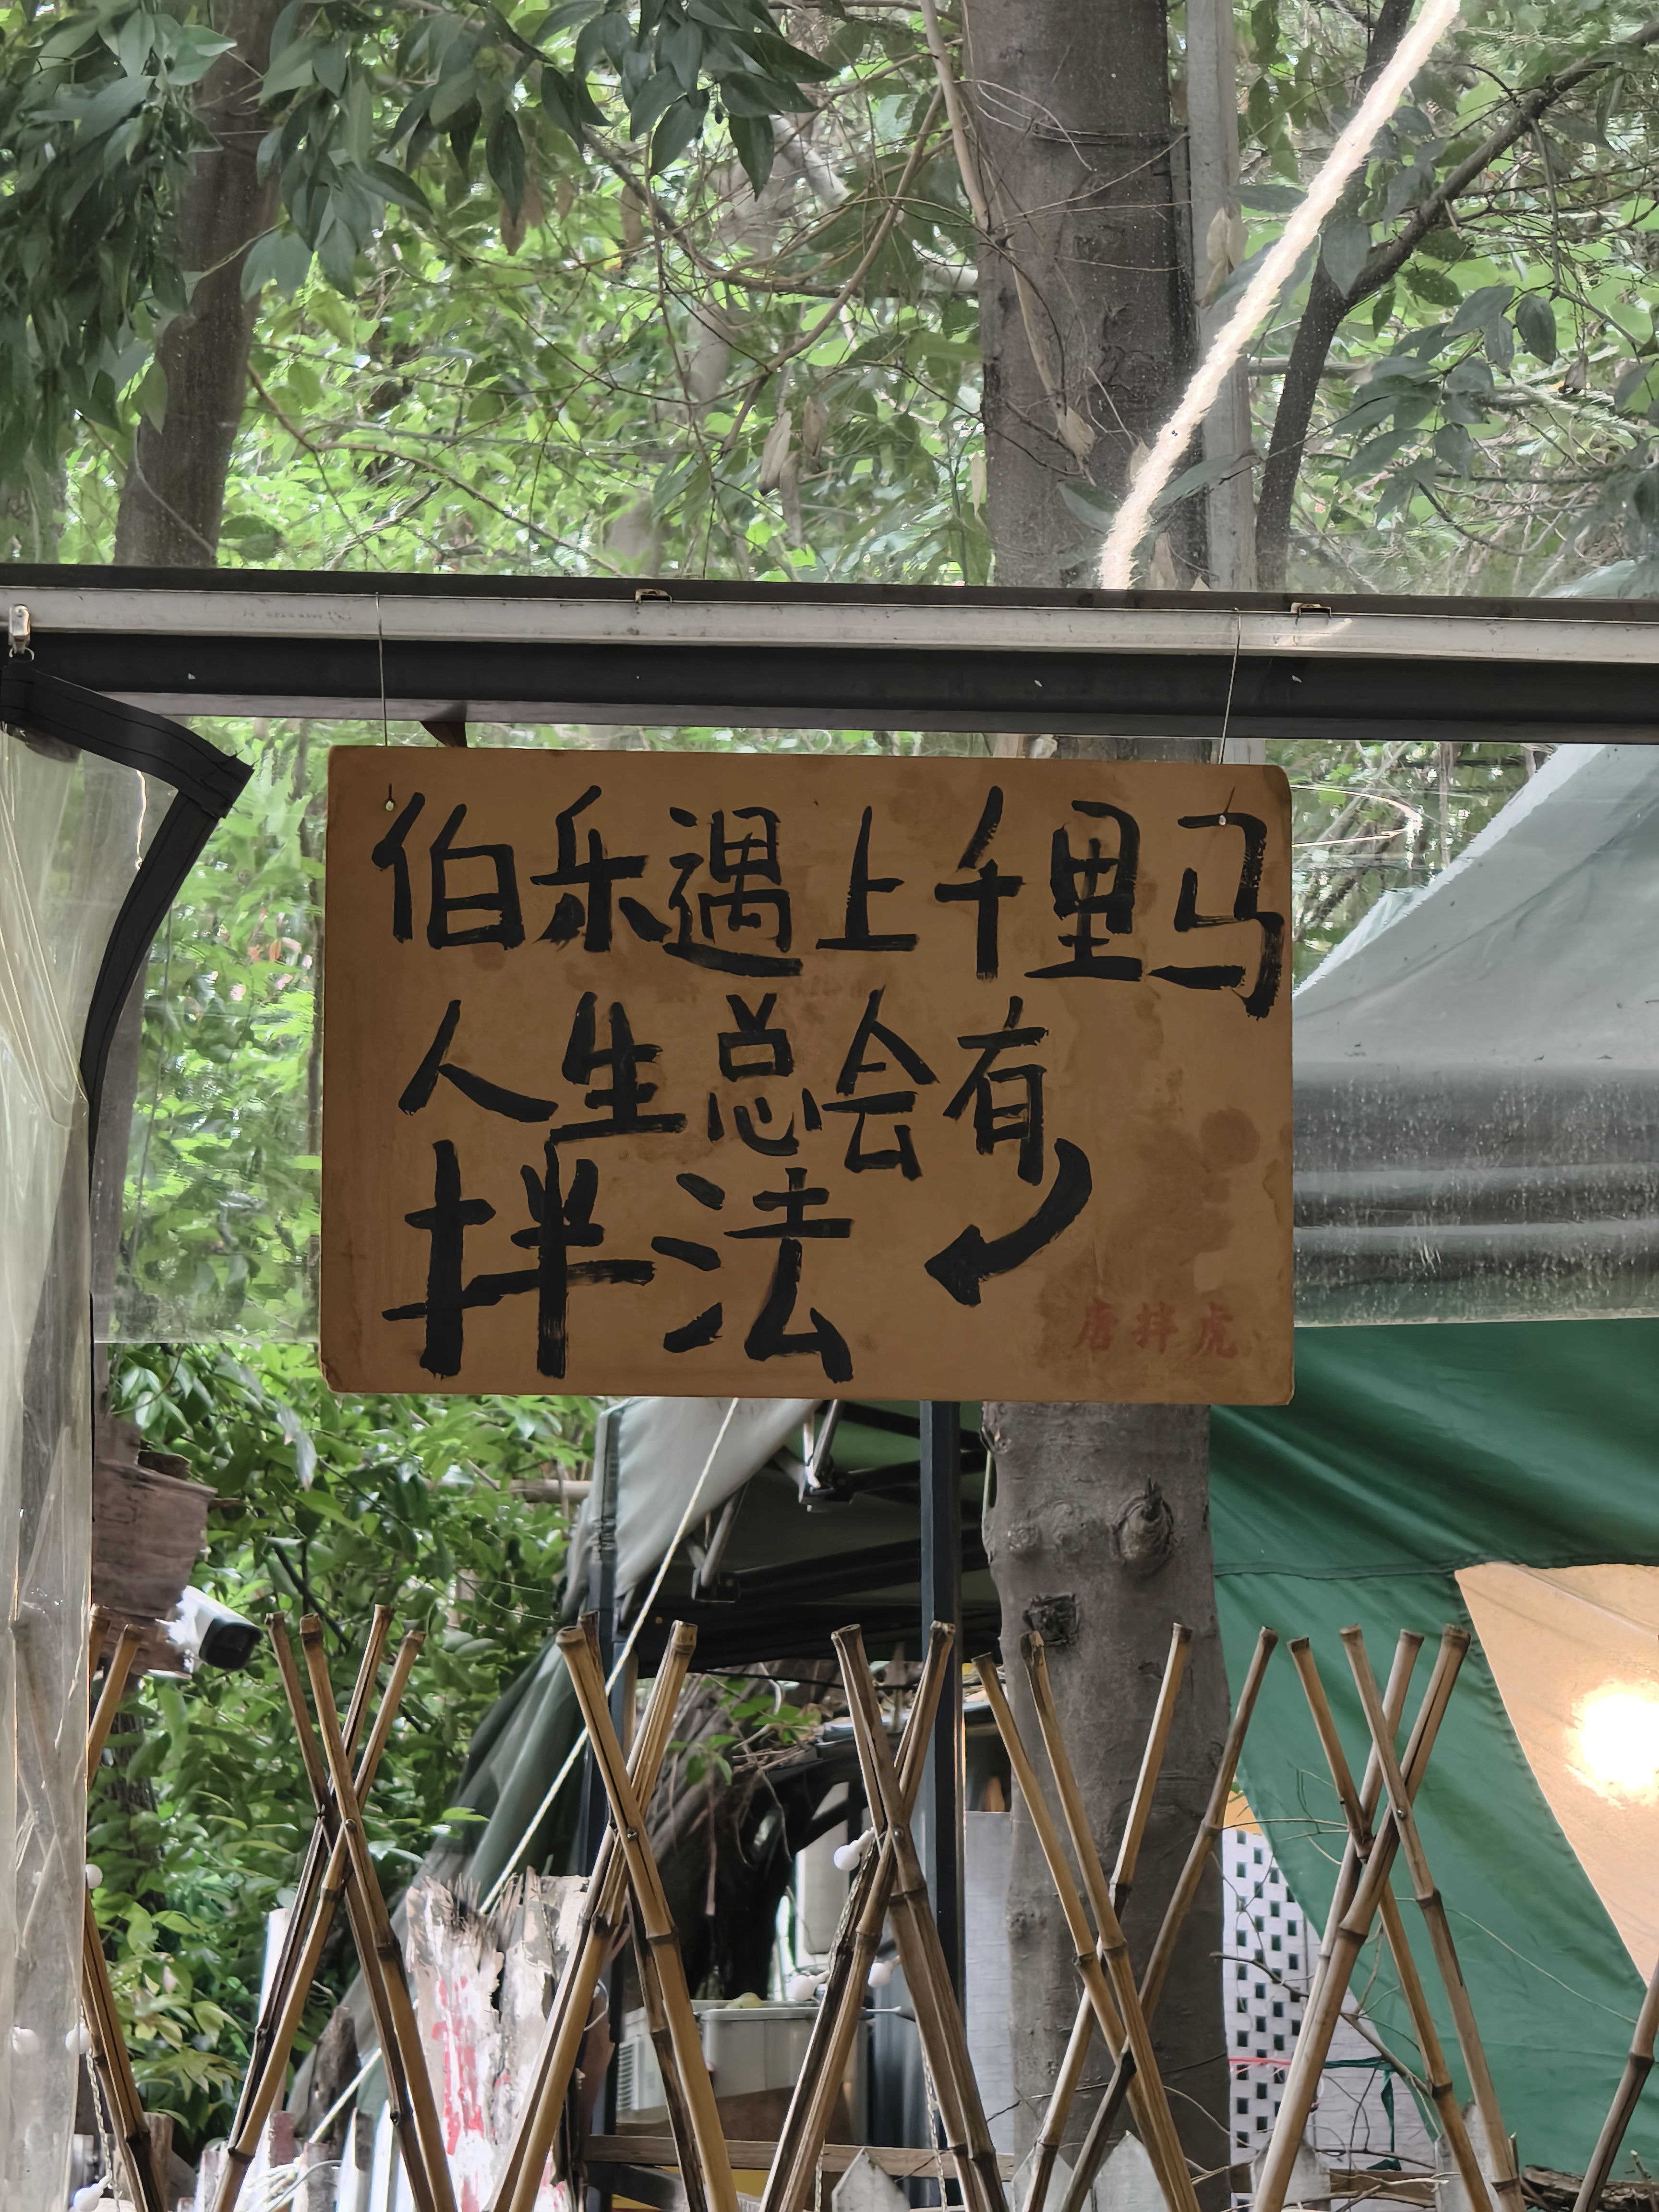 伯乐遇上千里马
人生总会有
拌法
唐拌虎